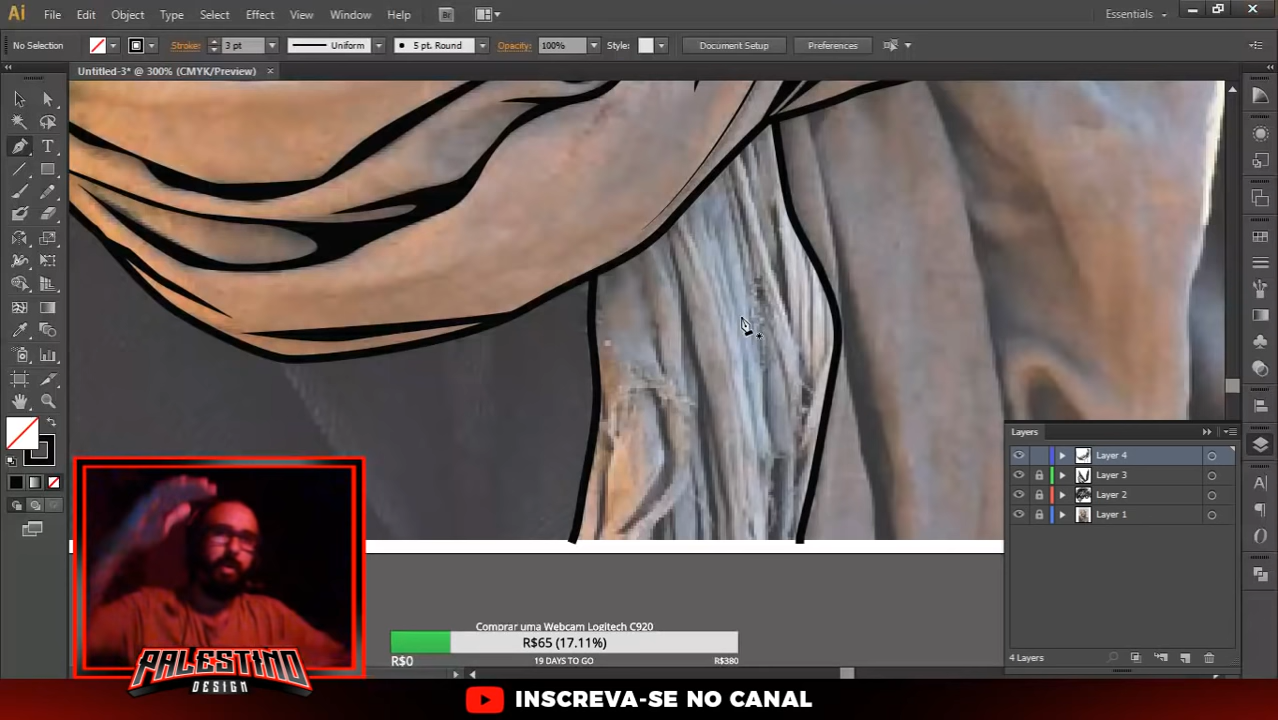 Ai File Edit Object Type Select Effect View Window Help Br Essentials
No Selection Stroke: 3 pt Uniform 5 pt. Round Opacity: 100% Style: Document Setup Preferences
Untitled-3* @ 300% (CMYK/Preview) ×
Layers
Layer 4
Layer 3
Layer 2
Layer 1
4 Layers
Comprar uma Webcam Logitech C920
R$65 (17.11%)
R$0 19 DAYS TO GO R$380
PALESTINO
DESIGN
INSCREVA-SE NO CANAL